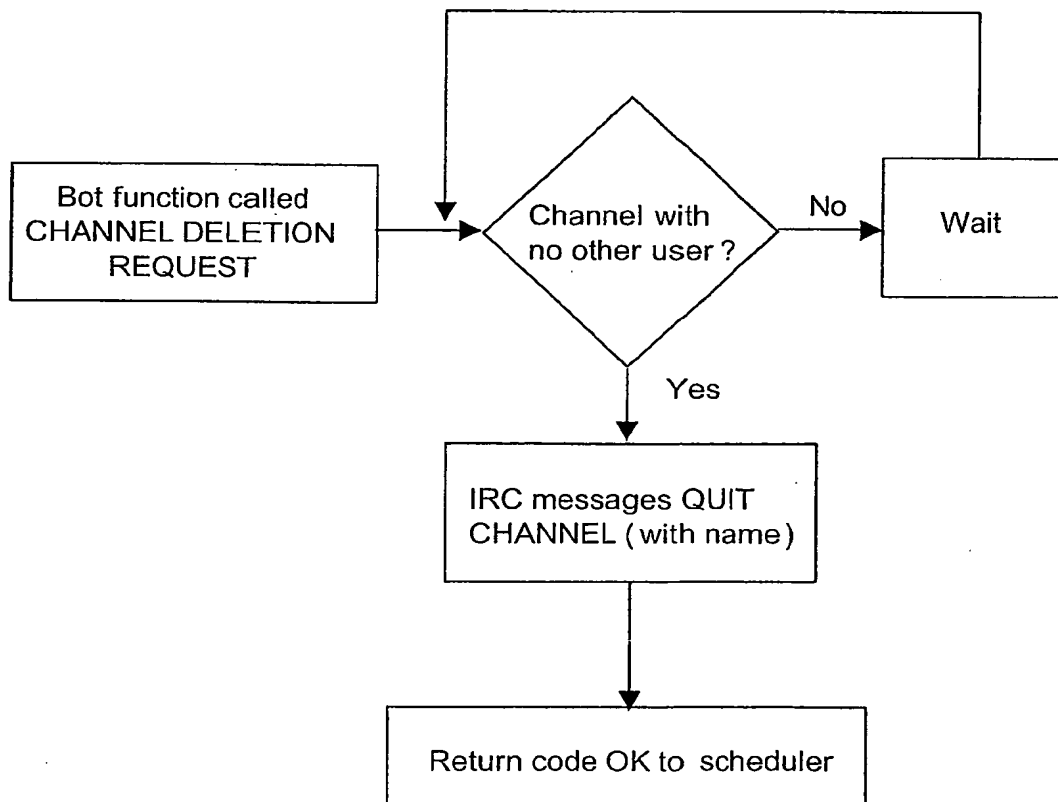 Bot function called
CHANNEL DELETION
REQUEST
Channel with
no other user ?
No
Wait
Yes
IRC messages QUIT
CHANNEL ( with name)
Return code OK to scheduler